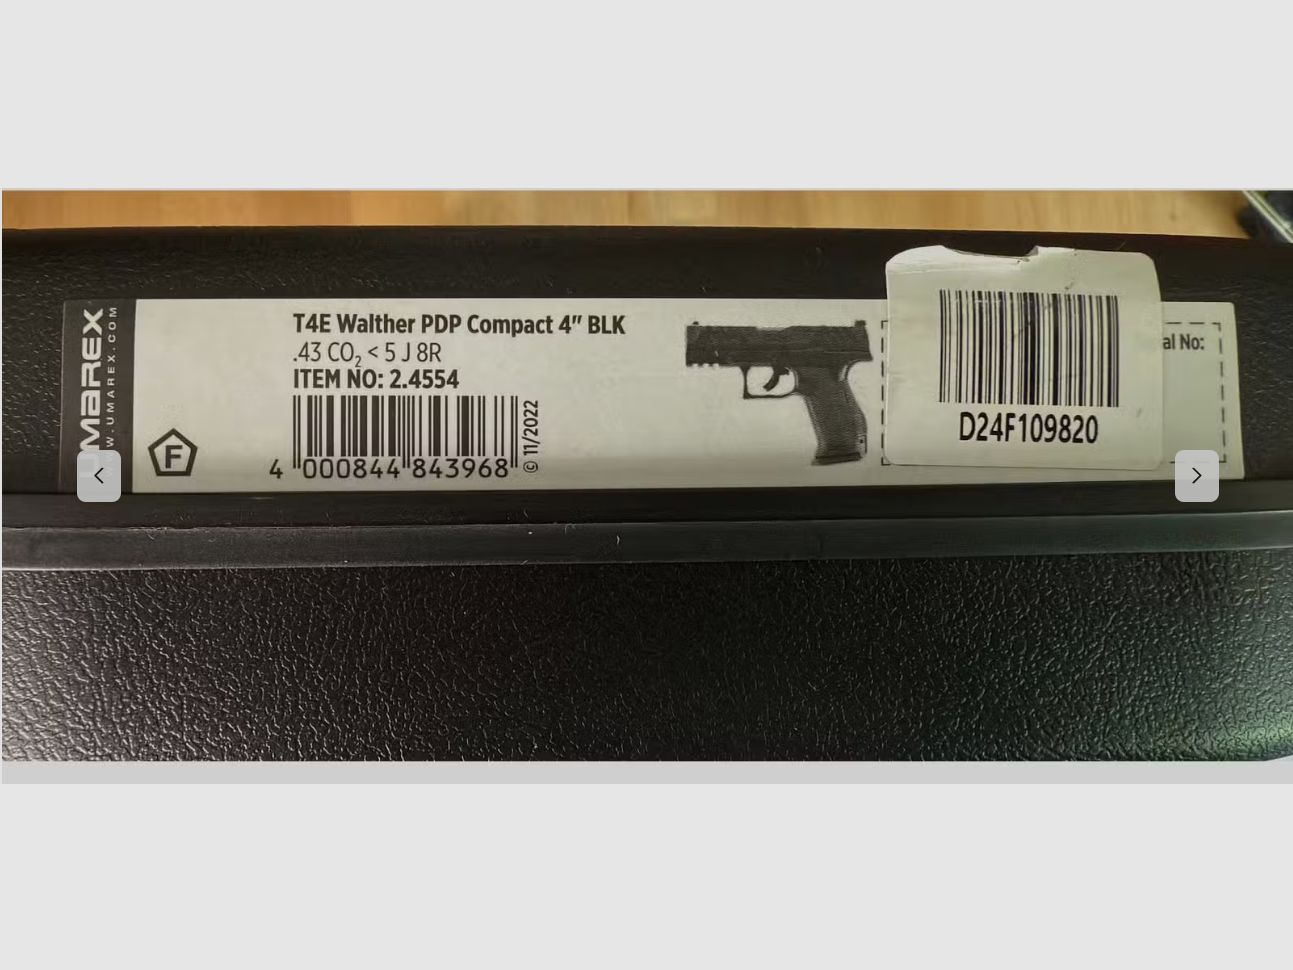 UMAREX
WWW.UMAREX.COM
F
T4E Walther PDP Compact 4" BLK
.43 CO₂ < 5 J 8R
ITEM NO: 2.4554
4 000844 843968
© 11/2022
D24F109820
al No: